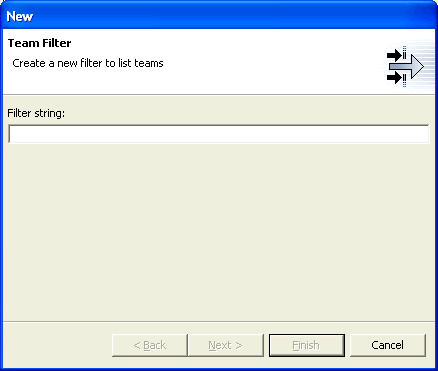 New
Team Filter
Create a new filter to list teams
Filter string:
< Back
Next >
Finish
Cancel